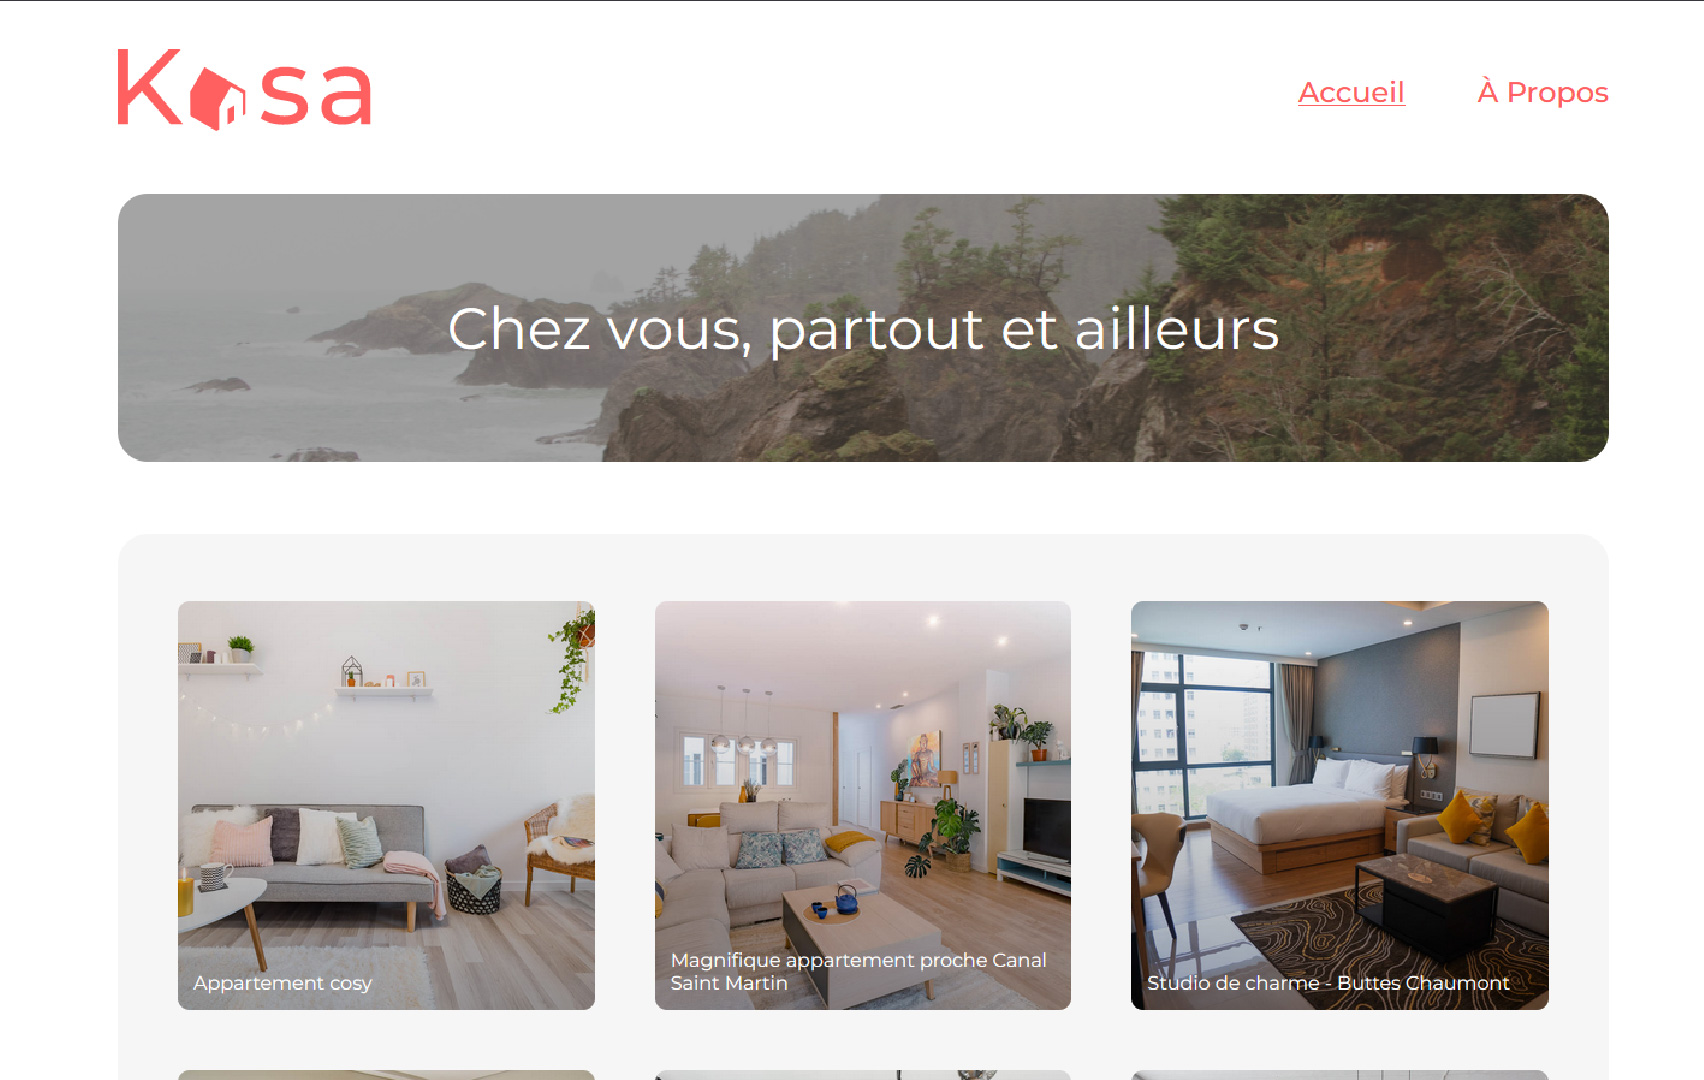 Kasa
Accueil
À Propos
Chez vous, partout et ailleurs
Appartement cosy
Magnifique appartement proche Canal
Saint Martin
Studio de charme - Buttes Chaumont